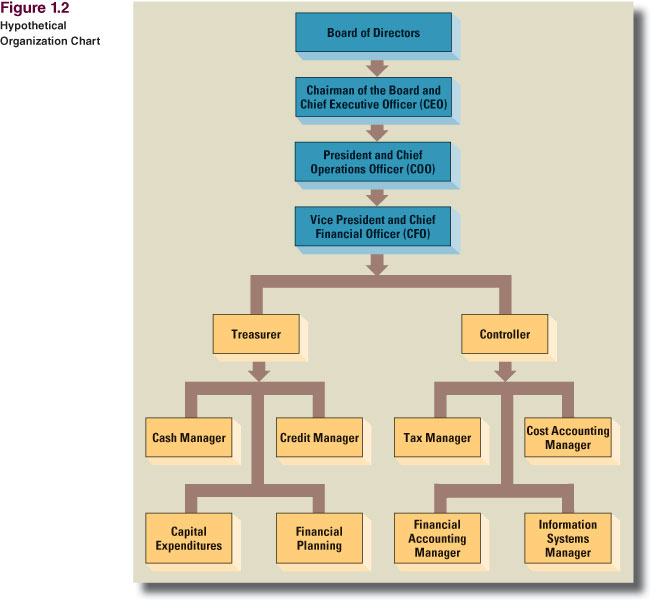 Figure 1.2
Hypothetical
Organization Chart
Board of Directors
Chairman of the Board and
Chief Executive Officer (CEO)
President and Chief
Operations Officer (COO)
Vice President and Chief
Financial Officer (CFO)
Treasurer
Controller
Cash Manager
Credit Manager
Tax Manager
Cost Accounting
Manager
Capital
Expenditures
Financial
Planning
Financial
Accounting
Manager
Information
Systems
Manager